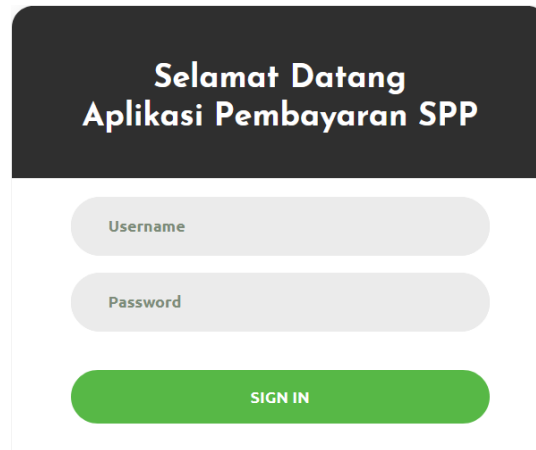 Selamat Datang
Aplikasi Pembayaran SPP
Username
Password
SIGN IN